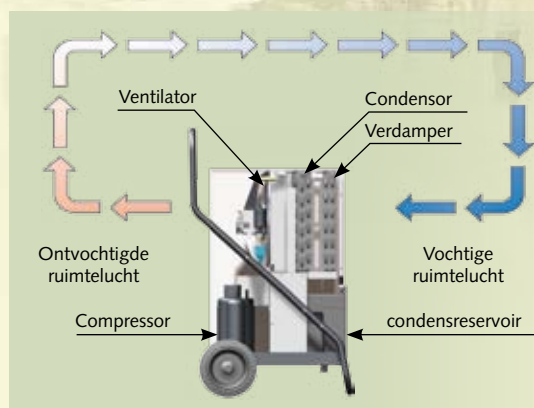 Ventilator
Condensor
Verdamper
Ontvochtigde
ruimtelucht
Vochtige
ruimtelucht
Compressor
condensreservoir